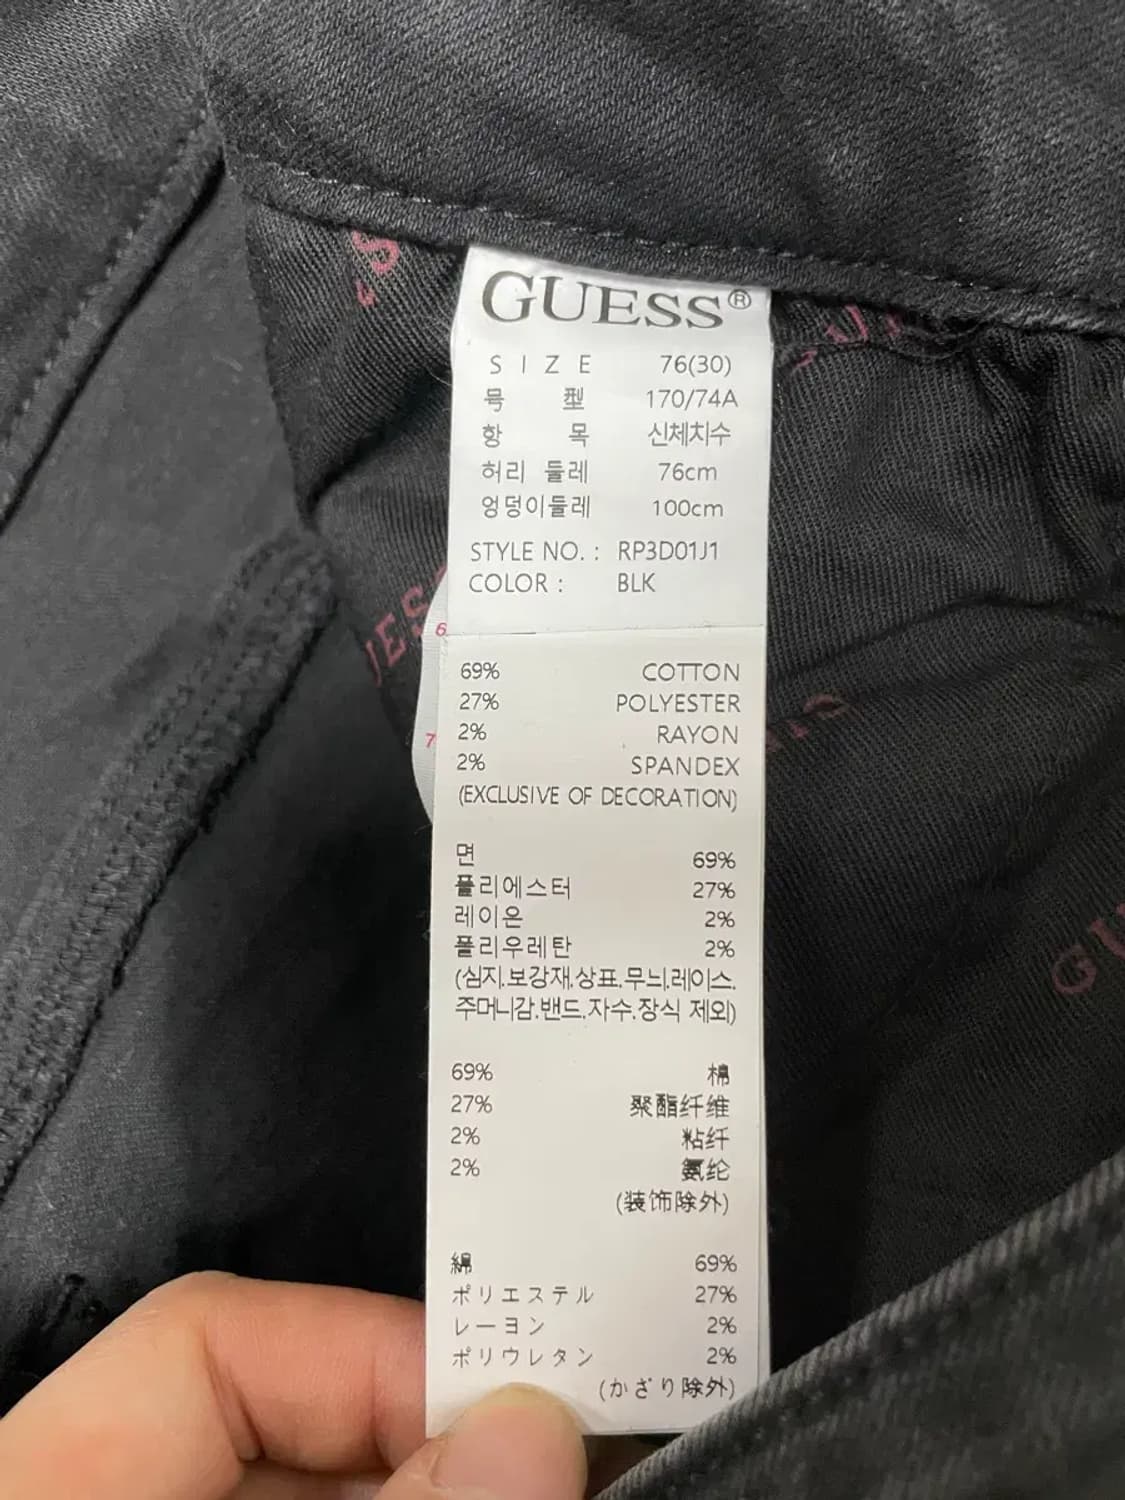 GUESS®
SIZE 76(30)
号 型 170/74A
항 목 신체치수
허리 둘레 76cm
엉덩이둘레 100cm
STYLE NO. : RP3D01J1
COLOR : BLK
6
7
69% COTTON
27% POLYESTER
2% RAYON
2% SPANDEX
(EXCLUSIVE OF DECORATION)
면 69%
폴리에스터 27%
레이온 2%
폴리우레탄 2%
(심지.보강재.상표.무늬.레이스.
주머니감.밴드.자수.장식 제외)
69% 棉
27% 聚酯纤维
2% 粘纤
2% 氨纶
(装饰除外)
綿 69%
ポリエステル 27%
レーヨン 2%
ポリウレタン 2%
(かざり除外)